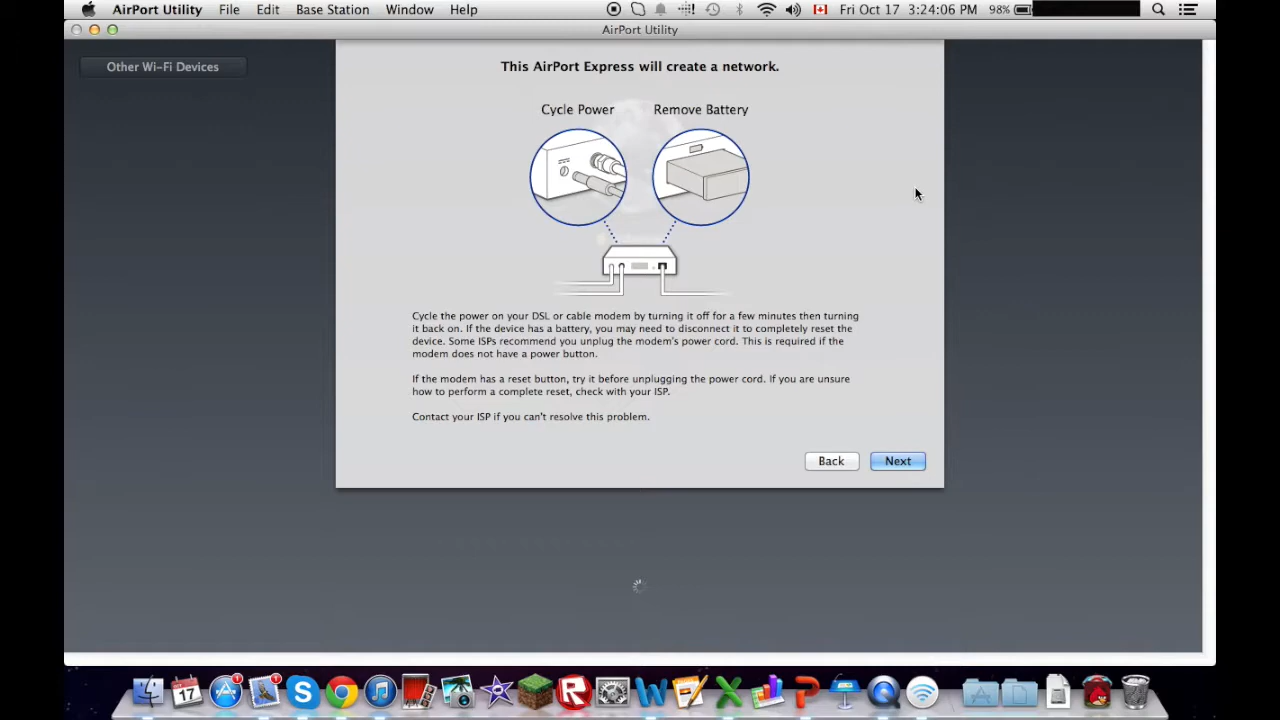 AirPort Utility File Edit Base Station Window Help Fri Oct 17 3:24:06 PM 98%
AirPort Utility
Other Wi-Fi Devices
This AirPort Express will create a network.
Cycle Power Remove Battery
Cycle the power on your DSL or cable modem by turning it off for a few minutes then turning
it back on. If the device has a battery, you may need to disconnect it to completely reset the
device. Some ISPs recommend you unplug the modem's power cord. This is required if the
modem does not have a power button.
If the modem has a reset button, try it before unplugging the power cord. If you are unsure
how to perform a complete reset, check with your ISP.
Contact your ISP if you can't resolve this problem.
Back Next
17
1
1